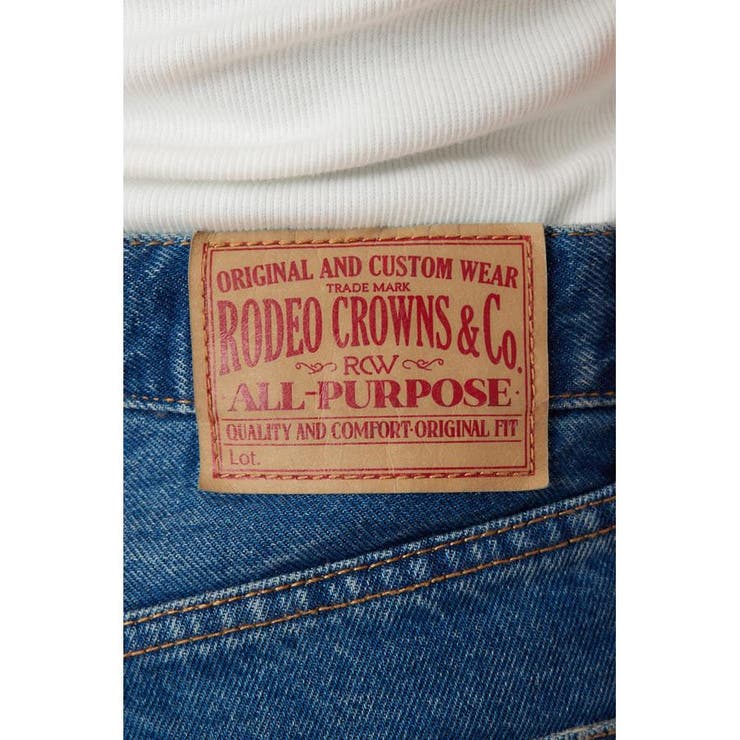 ORIGINAL AND CUSTOM WEAR
TRADE MARK
RODEO CROWNS & Co.
RCW
ALL-PURPOSE
QUALITY AND COMFORT·ORIGINAL FIT
Lot.